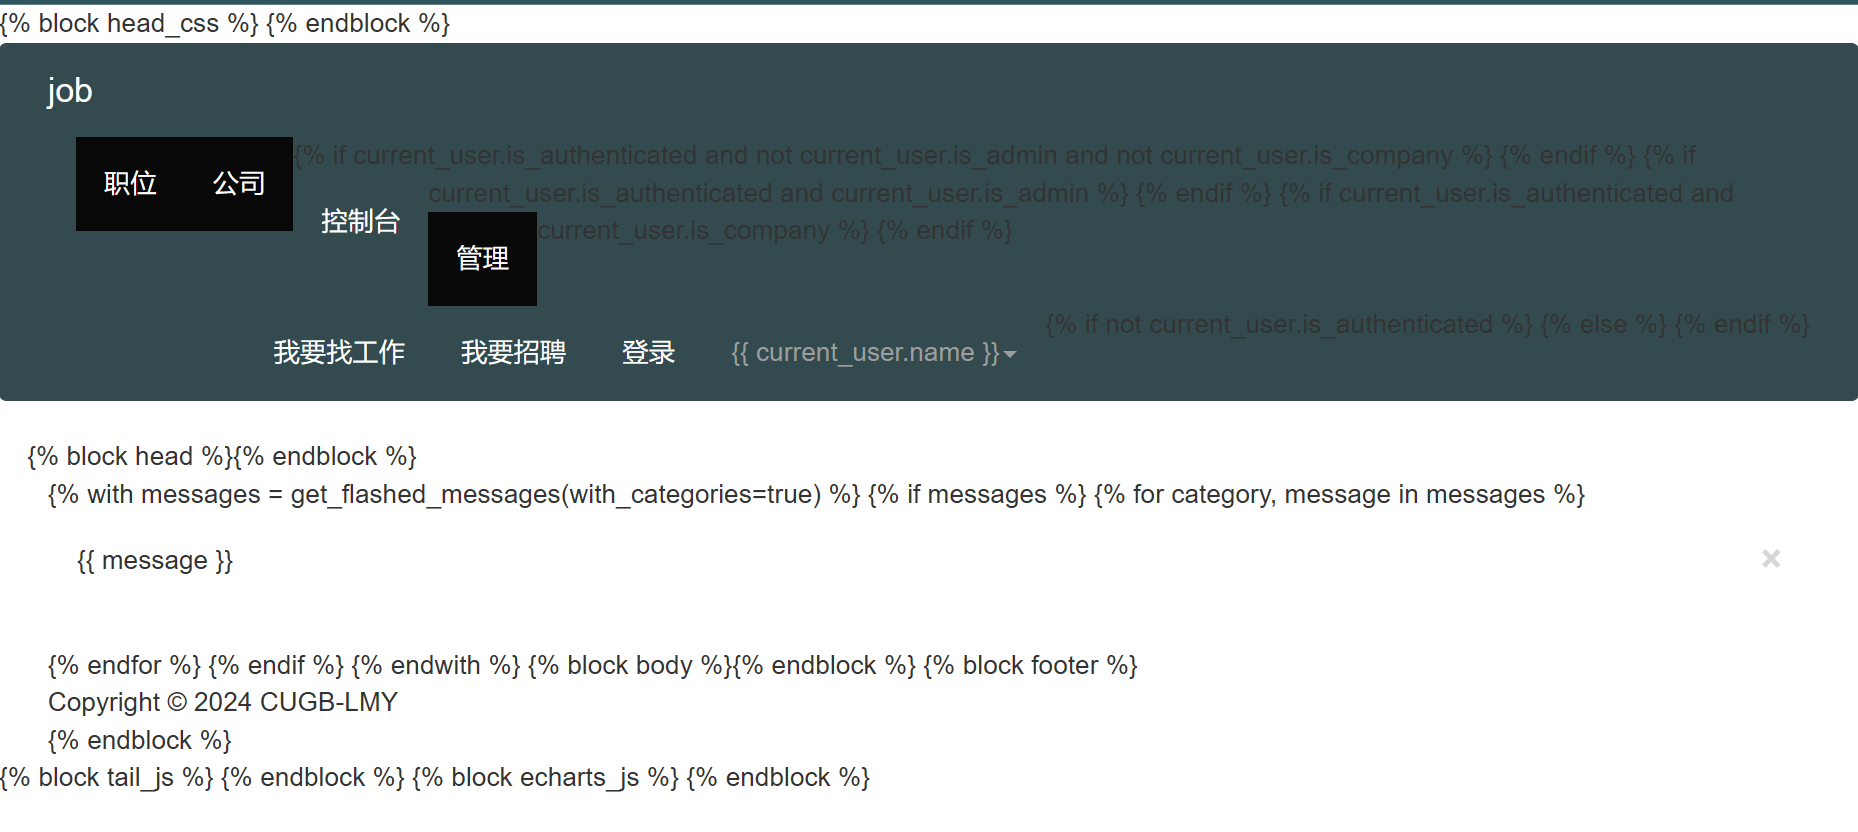 {% block head_css %} {% endblock %}
job
职位 公司 {% if current_user.is_authenticated and not current_user.is_admin and not current_user.is_company %} {% endif %} {% if
控制台 current_user.is_authenticated and current_user.is_admin %} {% endif %} {% if current_user.is_authenticated and
管理 current_user.is_company %} {% endif %}
{% if not current_user.is_authenticated %} {% else %} {% endif %}
我要找工作 我要招聘 登录 {{ current_user.name }}
{% block head %}{% endblock %}
{% with messages = get_flashed_messages(with_categories=true) %} {% if messages %} {% for category, message in messages %}
{{ message }} ×
{% endfor %} {% endif %} {% endwith %} {% block body %}{% endblock %} {% block footer %}
Copyright © 2024 CUGB-LMY
{% endblock %}
{% block tail_js %} {% endblock %} {% block echarts_js %} {% endblock %}